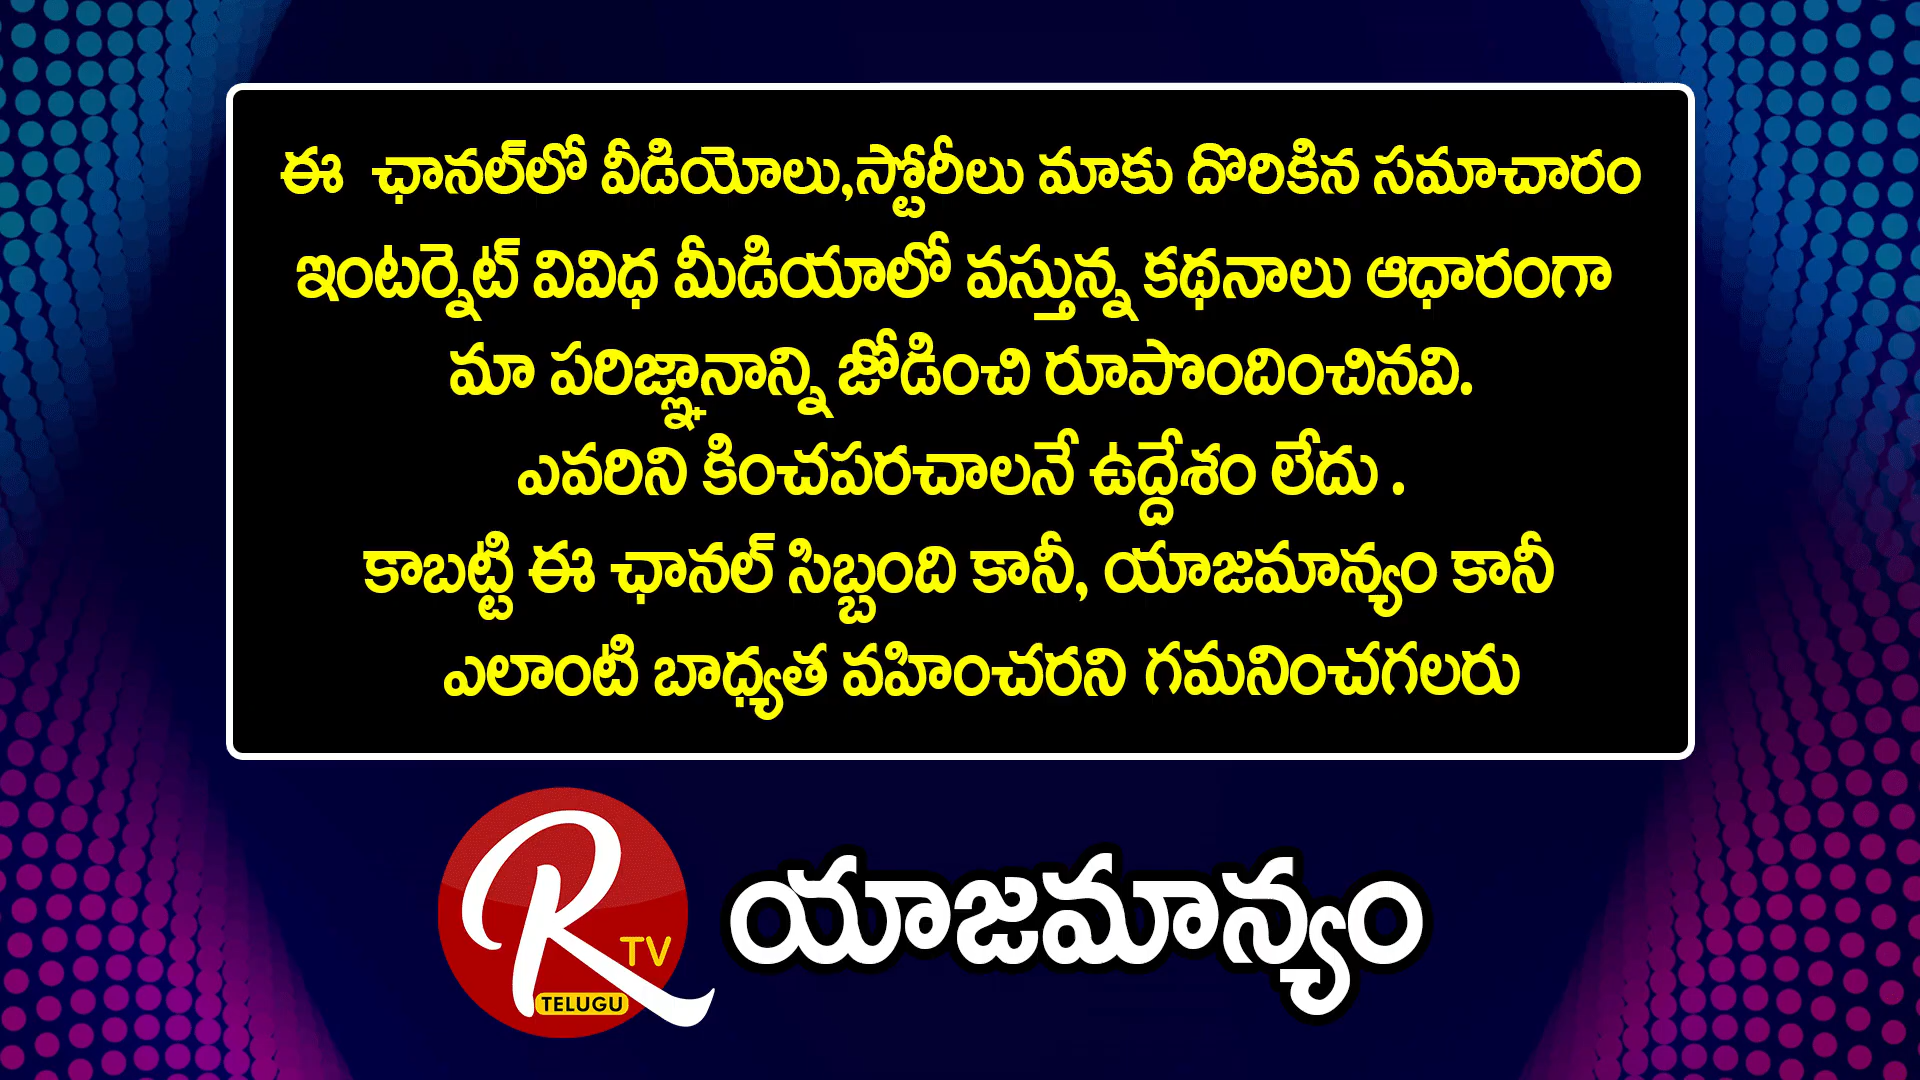 ఈ ఛానల్‌లో వీడియోలు,స్టోరీలు మాకు దొరికిన సమాచారం
ఇంటర్నెట్ వివిధ మీడియాలో వస్తున్న కథనాలు ఆధారంగా
మా పరిజ్ఞానాన్ని జోడించి రూపొందించినవి.
ఎవరిని కించపరచాలనే ఉద్దేశం లేదు .
కాబట్టి ఈ ఛానల్ సిబ్బంది కానీ, యాజమాన్యం కానీ
ఎలాంటి బాధ్యత వహించరని గమనించగలరు
R TV TELUGU
యాజమాన్యం